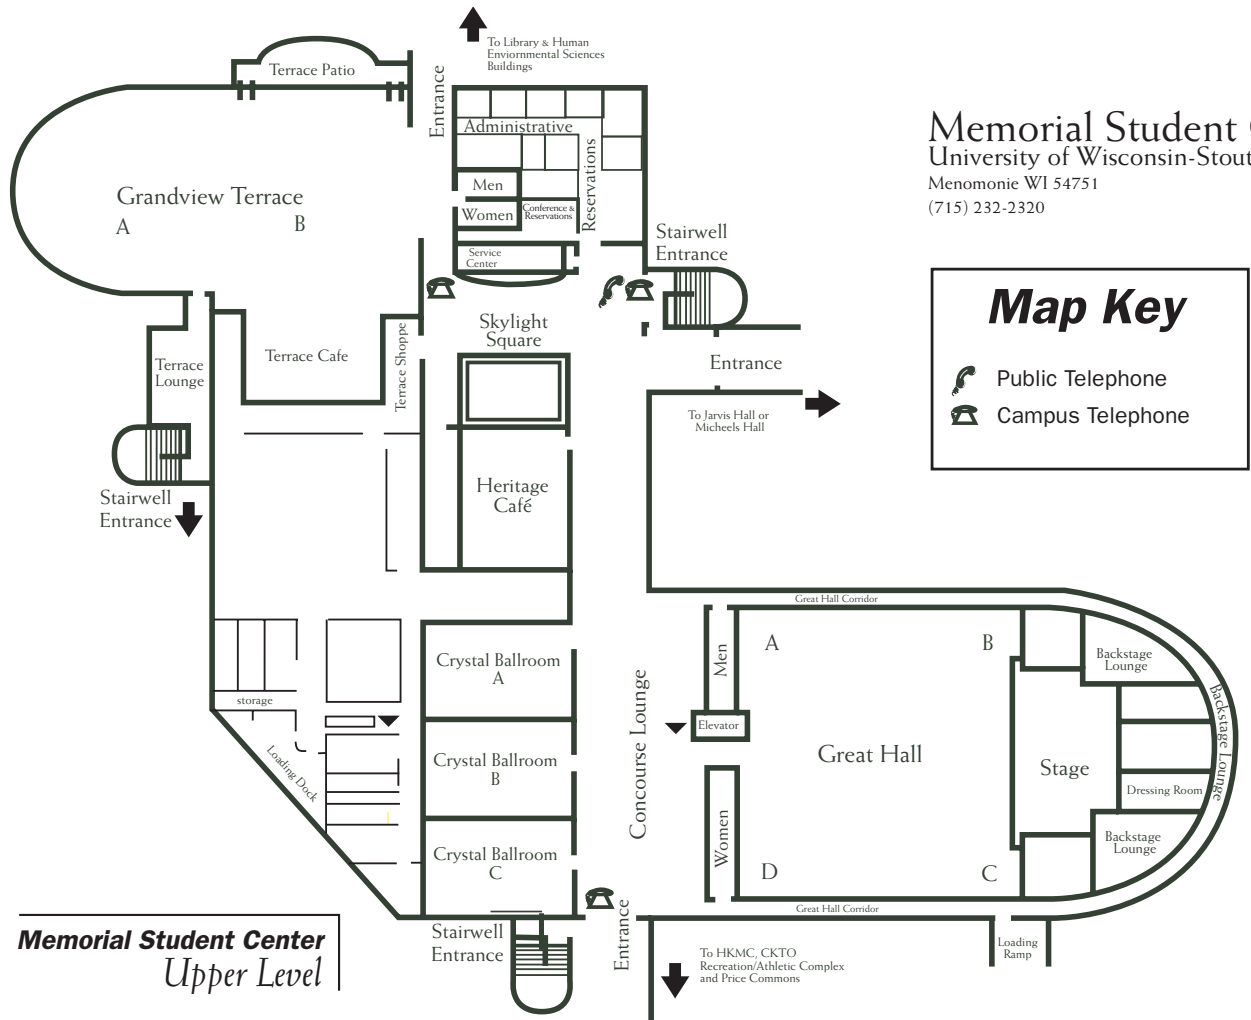 To Library & Human
Enviornmental Sciences
Buildings
Terrace Patio
Entrance
Administrative
Memorial Student
University of Wisconsin-Stout
Menomonie WI 54751
(715) 232-2320
Grandview Terrace
A
B
Men
Women
Conference &
Reservations
Reservations
Service
Center
Stairwell
Entrance
Map Key
Public Telephone
Campus Telephone
Skylight
Square
Terrace Cafe
Terrace Shoppe
Terrace
Lounge
Entrance
To Jarvis Hall or
Micheels Hall
Stairwell
Entrance
Heritage
Café
Great Hall Corridor
Men
A
B
Backstage
Lounge
Crystal Ballroom
A
storage
Loading Dock
Concourse Lounge
Elevator
Great Hall
Stage
Backstage Lounge
Crystal Ballroom
B
Dressing Room
Women
Backstage
Lounge
Crystal Ballroom
C
D
C
Great Hall Corridor
Stairwell
Entrance
Entrance
To HKMC, CKTO
Recreation/Athletic Complex
and Price Commons
Loading
Ramp
Memorial Student Center
Upper Level